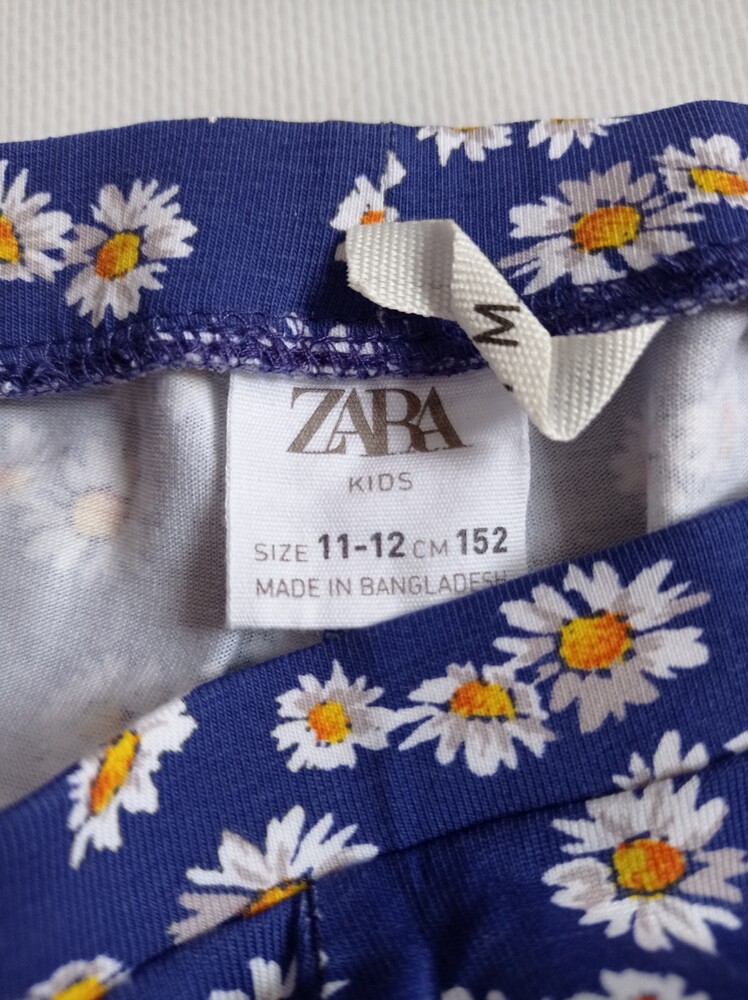 M
ZARA
KIDS
SIZE 11-12 CM 152
MADE IN BANGLADESH